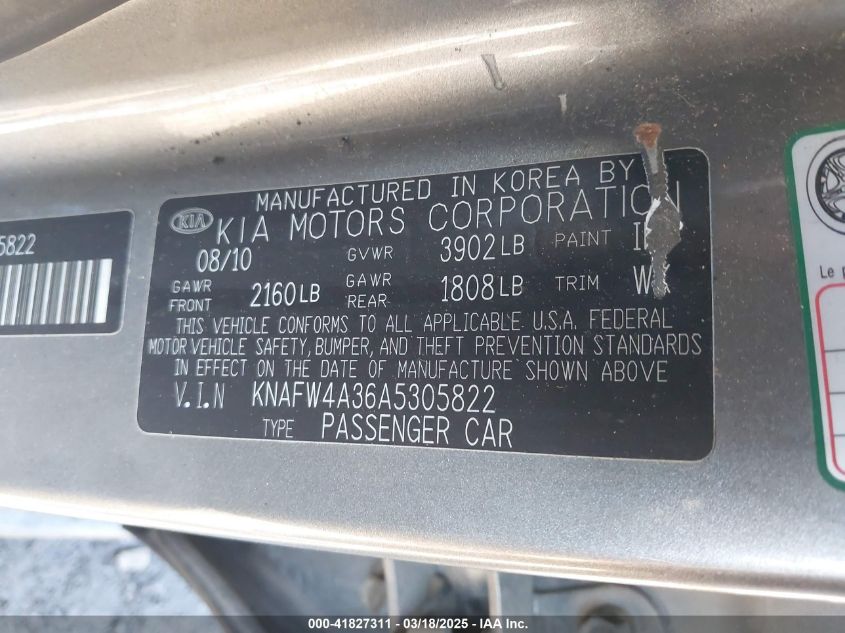 5822
MANUFACTURED IN KOREA BY
KIA KIA MOTORS CORPORATION
08/10 GVWR 3902LB PAINT
GAWR FRONT 2160LB GAWR REAR 1808LB TRIM
THIS VEHICLE CONFORMS TO ALL APPLICABLE U.S.A. FEDERAL
MOTOR VEHICLE SAFETY, BUMPER, AND THEFT PREVENTION STANDARDS
IN EFFECT ON THE DATE OF MANUFACTURE SHOWN ABOVE
V.I.N KNAFW4A36A5305822
TYPE PASSENGER CAR
Le
000-41827311 — 03/18/2025 — IAA Inc.